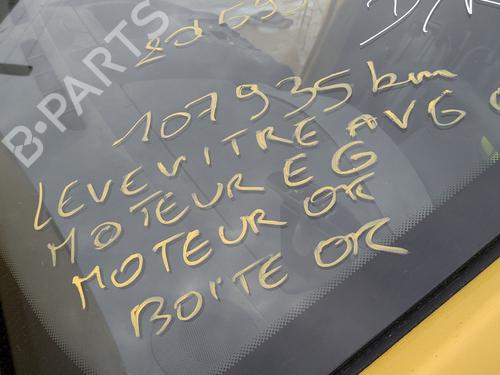 B-PARTS
107935 km
LEVEVITRE AVG
MOTEUR EG
MOTEUR OK
BOITE OK